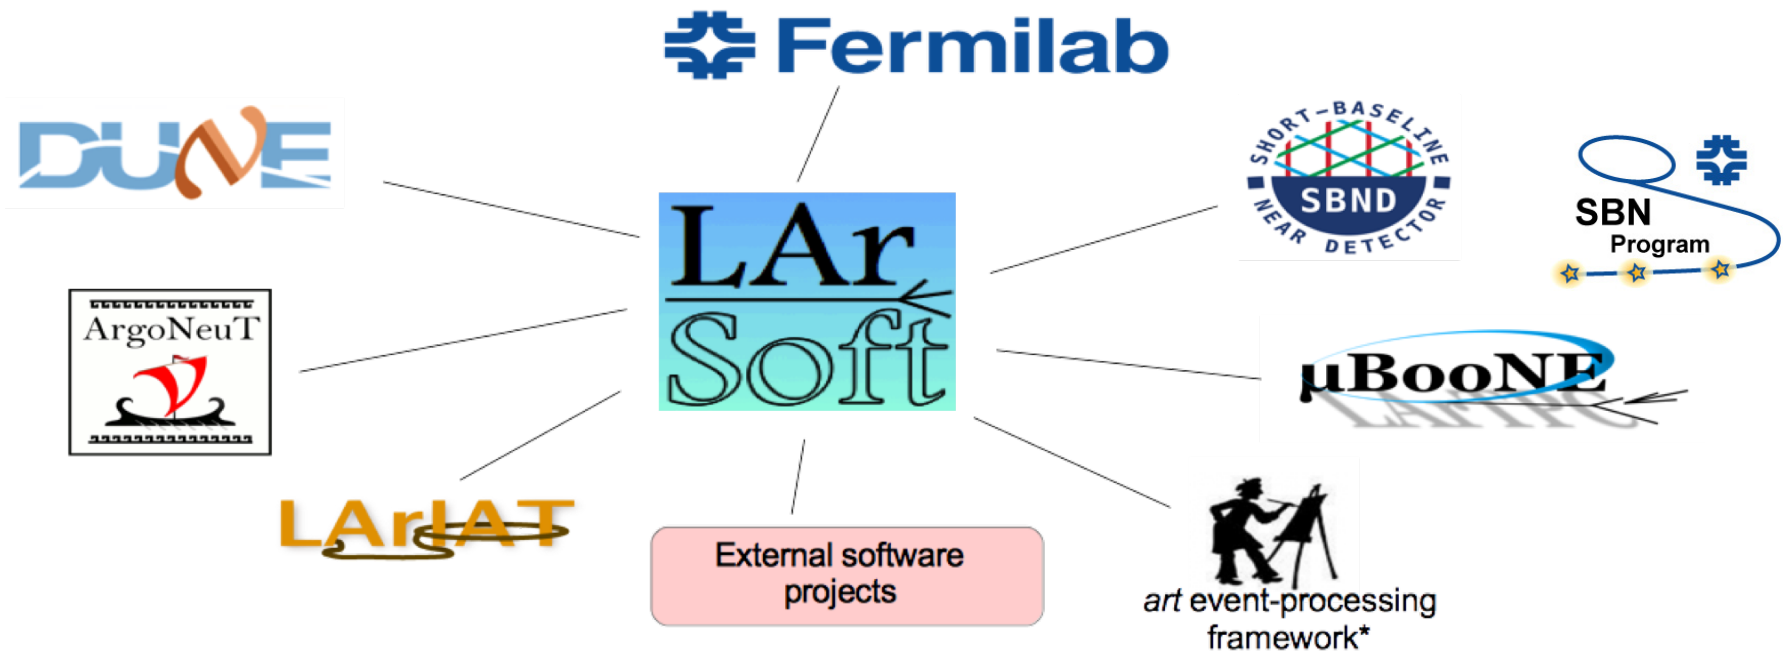 Fermilab
DUNE
SHORT-BASELINE
SBND
NEAR DETECTOR
SBN
Program
LAr
Soft
ArgoNeuT
µBooNE
LArTPC
LArIAT
External software
projects
art event-processing
framework*